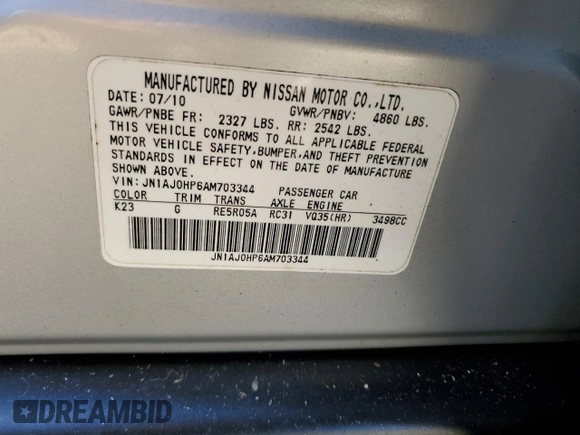 MANUFACTURED BY NISSAN MOTOR CO.,LTD.
DATE: 07/10 GVWR/PNBV: 4860 LBS.
GAWR/PNBE FR: 2327 LBS. RR: 2542 LBS.
THIS VEHICLE CONFORMS TO ALL APPLICABLE FEDERAL
MOTOR VEHICLE SAFETY,BUMPER,AND THEFT PREVENTION
STANDARDS IN EFFECT ON THE DATE OF MANUFACTURE
SHOWN ABOVE.
VIN: JN1AJ0HP6AM703344 PASSENGER CAR
COLOR TRIM TRANS AXLE ENGINE
K23 G RE5R05A RC31 VQ35(HR) 3498CC
JN1AJ0HP6AM703344
DREAMBID